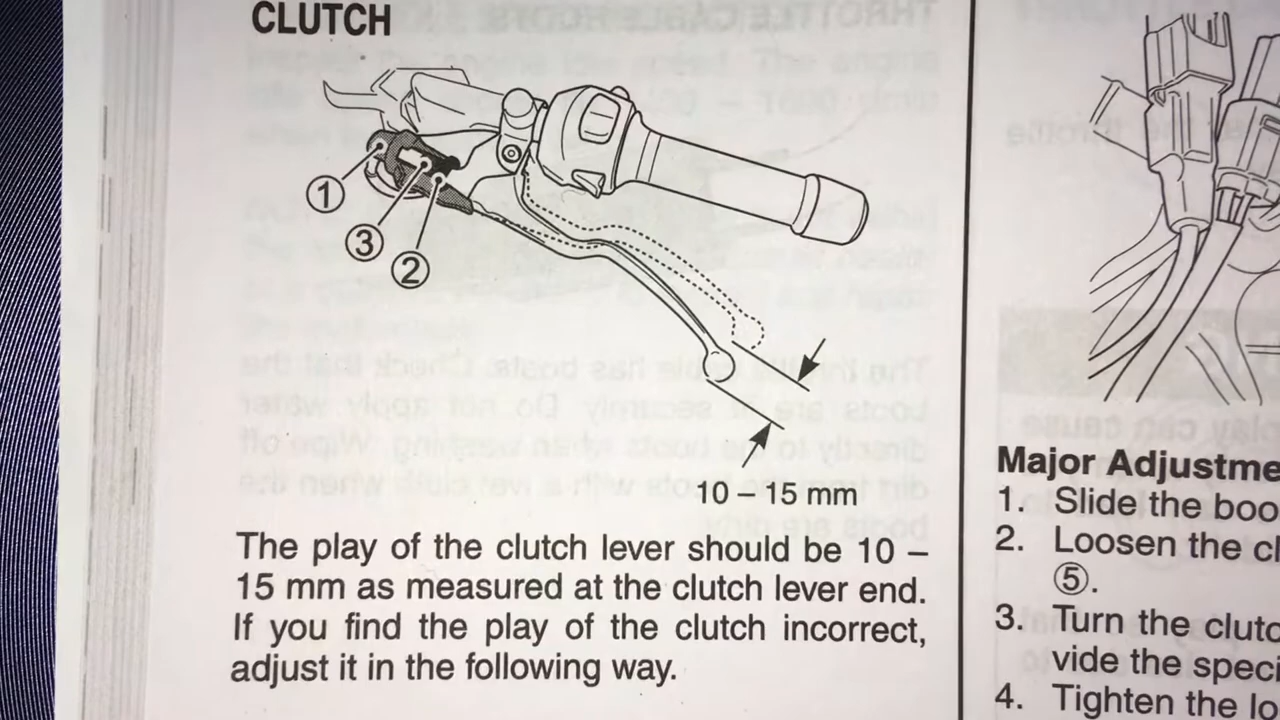 CLUTCH
①
③
②
10 – 15 mm
The play of the clutch lever should be 10 –
15 mm as measured at the clutch lever end.
If you find the play of the clutch incorrect,
adjust it in the following way.
Major Adjustme
1. Slide the boo
2. Loosen the cl
⑤.
3. Turn the clutc
vide the speci
4. Tighten the lo